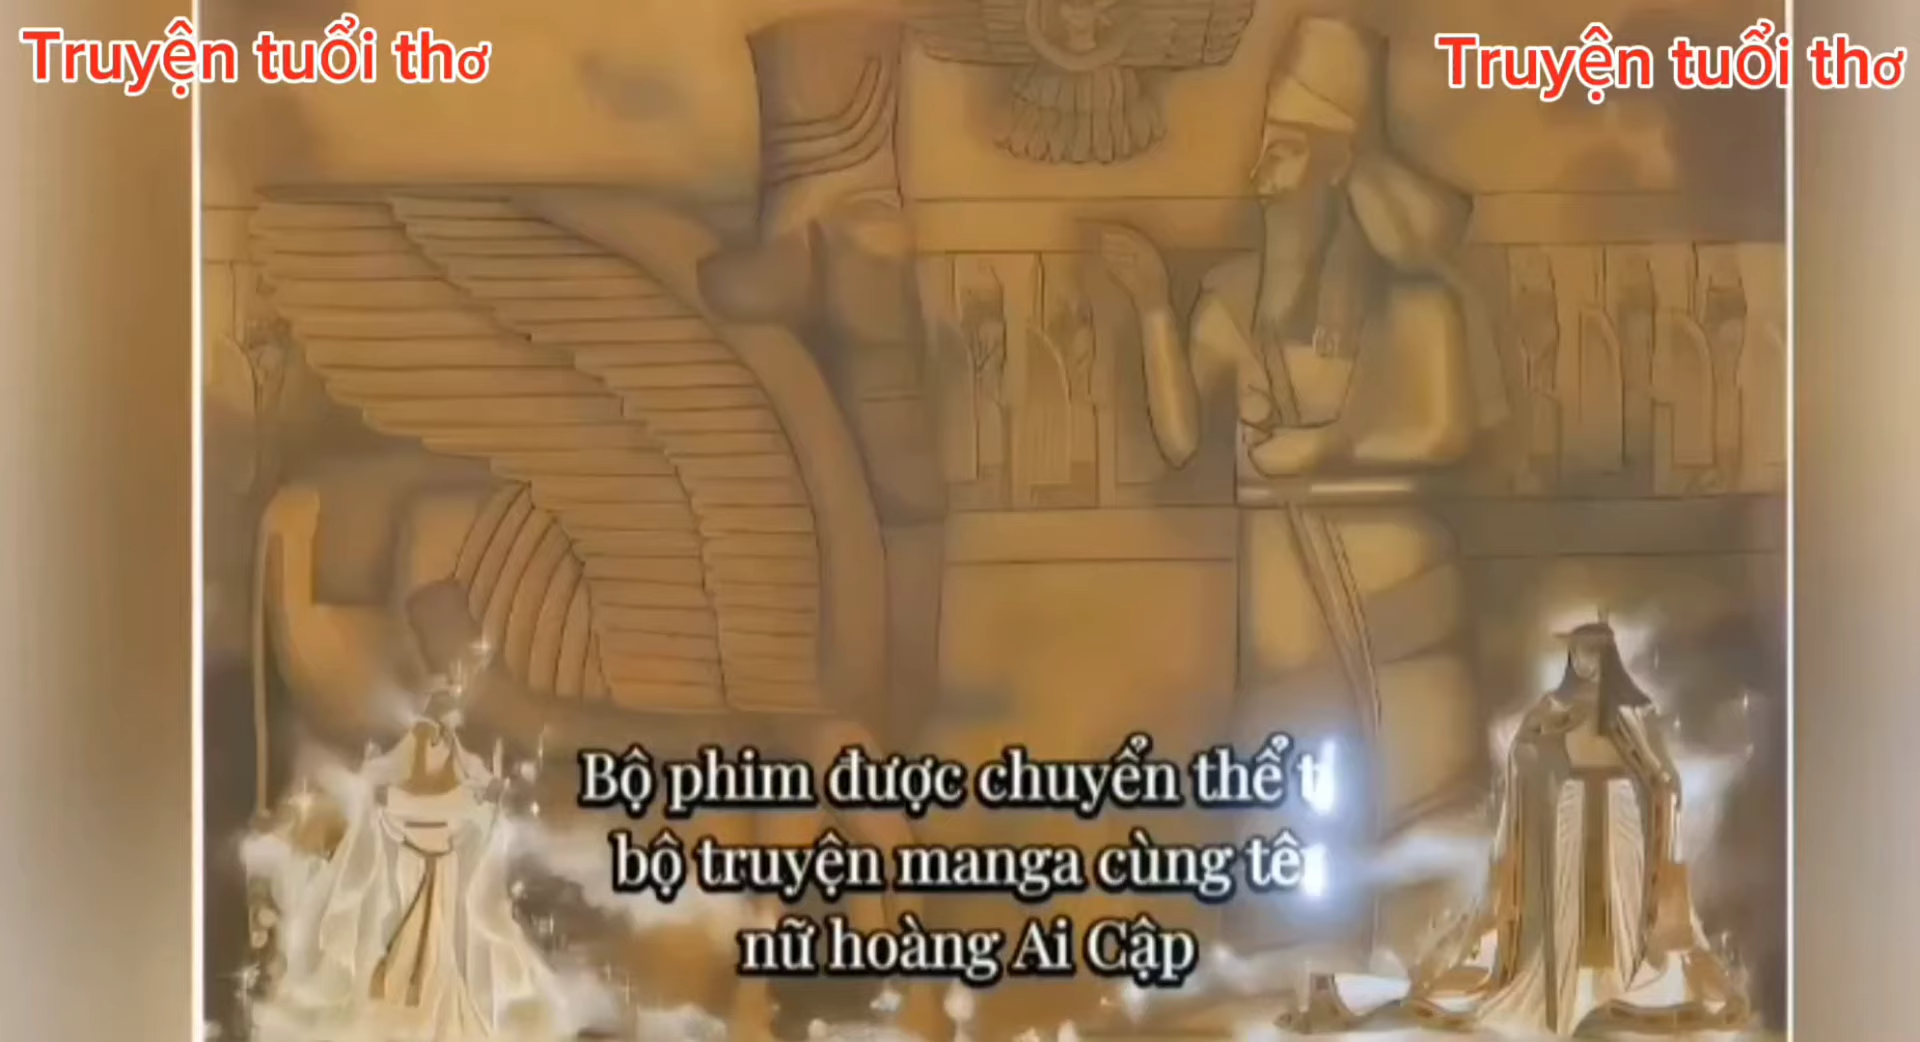 Truyện tuổi thơ
Truyện tuổi thơ
Bộ phim được chuyển thể
bộ truyện manga cùng
nữ hoàng Ai Cập